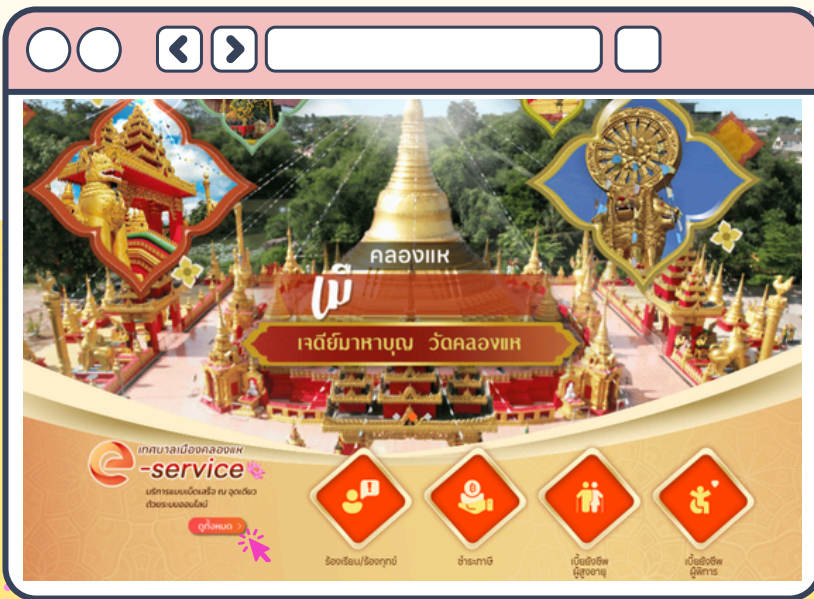 คลองแห
เจดีย์มาหาบุญ วัดคลองแห
เทศบาลเมืองคลองแห
e-service
บริการแบบเบ็ดเสร็จ ณ จุดเดียว
ด้วยระบบออนไลน์
ดูทั้งหมด >
ร้องเรียน/ร้องทุกข์
ชำระภาษี
เบี้ยยังชีพ
ผู้สูงอายุ
เบี้ยยังชีพ
ผู้พิการ